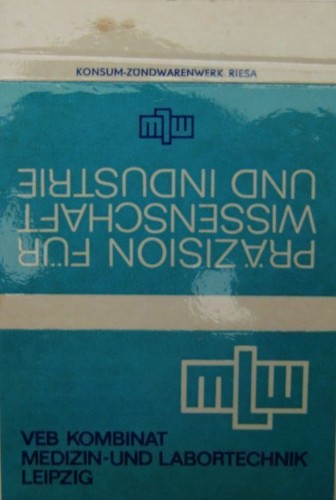 KONSUM-ZÜNDWARENWERK RIESA
mlw
PRÄZISION FÜR
WISSENSCHAFT
UND INDUSTRIE
mlw
VEB KOMBINAT
MEDIZIN-UND LABORTECHNIK
LEIPZIG